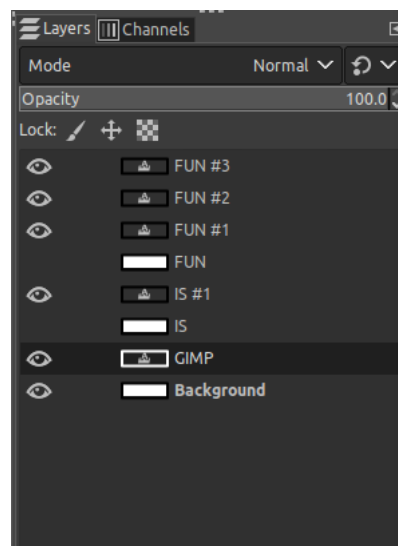 Layers Channels
Mode Normal
Opacity 100.0
Lock:
FUN #3
FUN #2
FUN #1
FUN
IS #1
IS
GIMP
Background